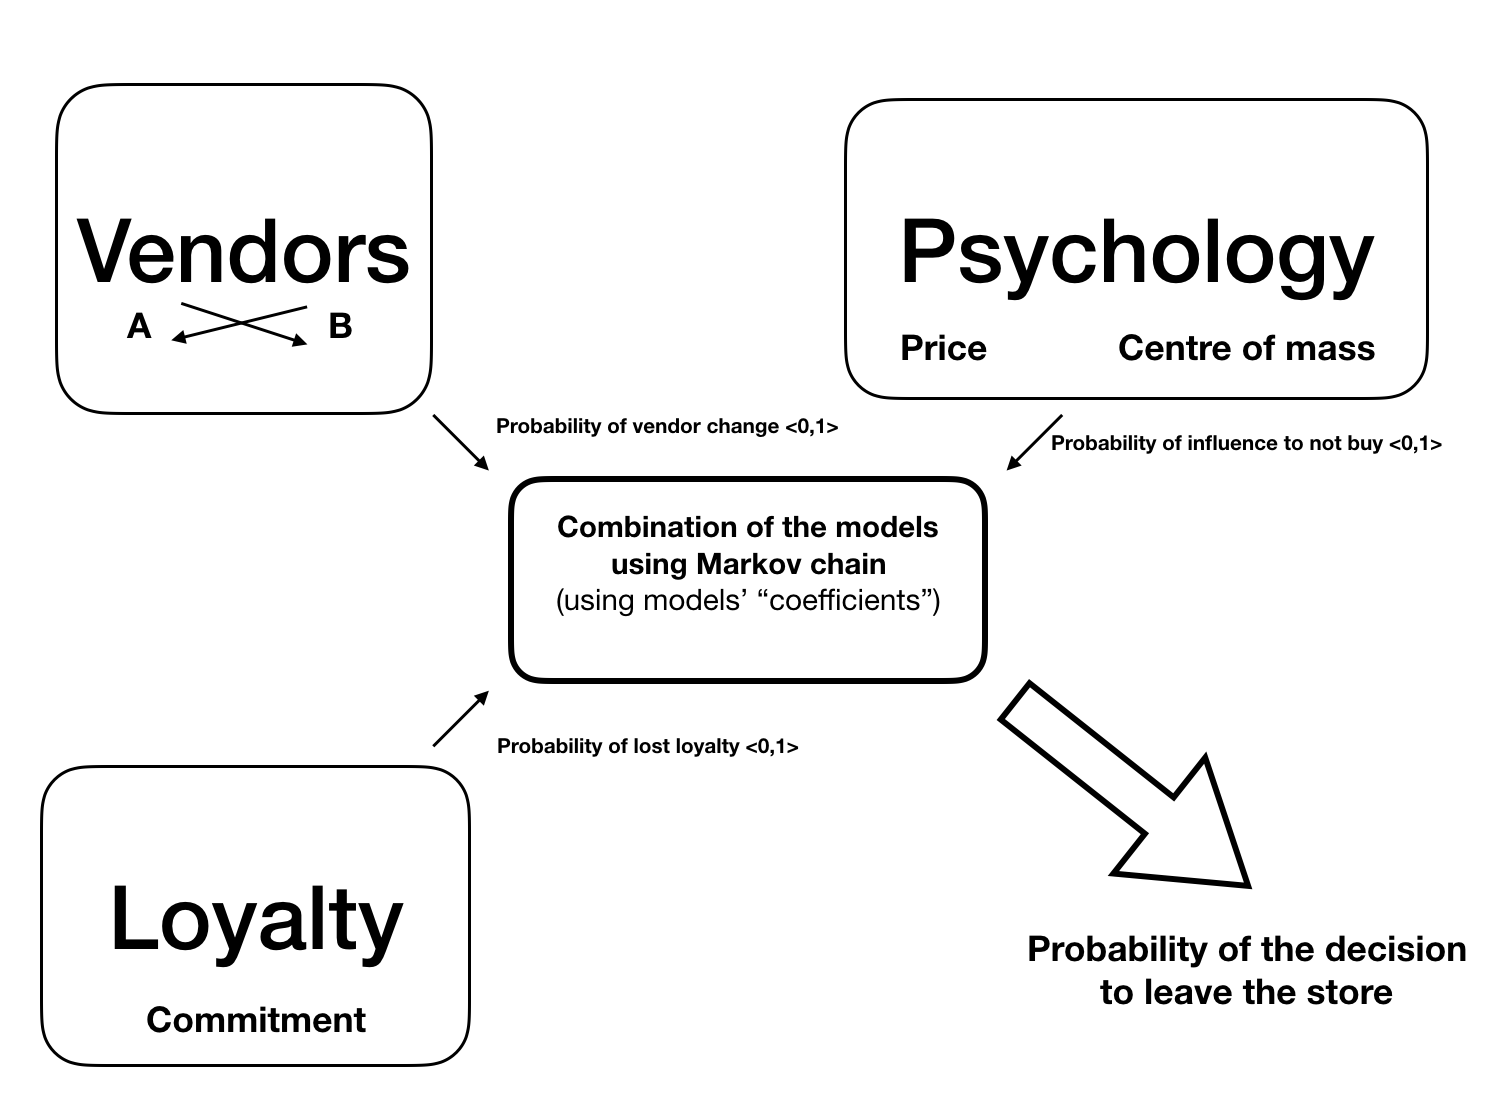 Vendors
A
B
Psychology
Price
Centre of mass
Probability of vendor change <0,1>
Probability of influence to not buy <0,1>
Combination of the models
using Markov chain
(using models’ “coefficients”)
Probability of lost loyalty <0,1>
Loyalty
Commitment
Probability of the decision
to leave the store